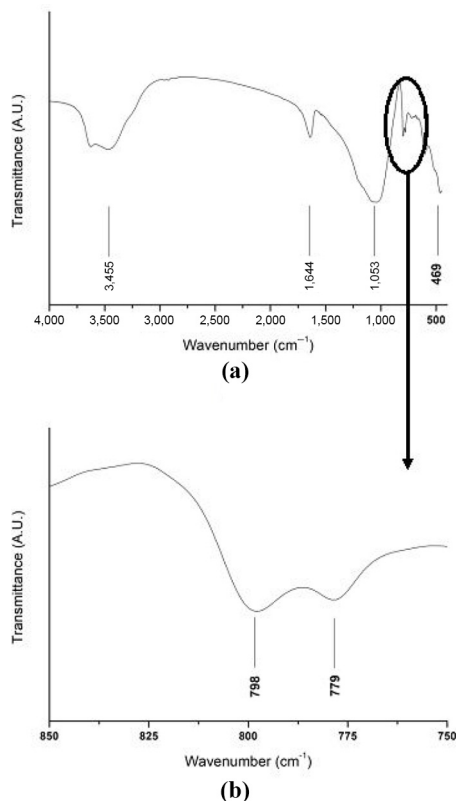 Transmittance (A.U.)
3,455
1,644
1,053
469
4,000 3,500 3,000 2,500 2,000 1,500 1,000 500
Wavenumber (cm⁻¹)
(a)
Transmittance (A.U.)
798
779
850 825 800 775 750
Wavenumber (cm⁻¹)
(b)